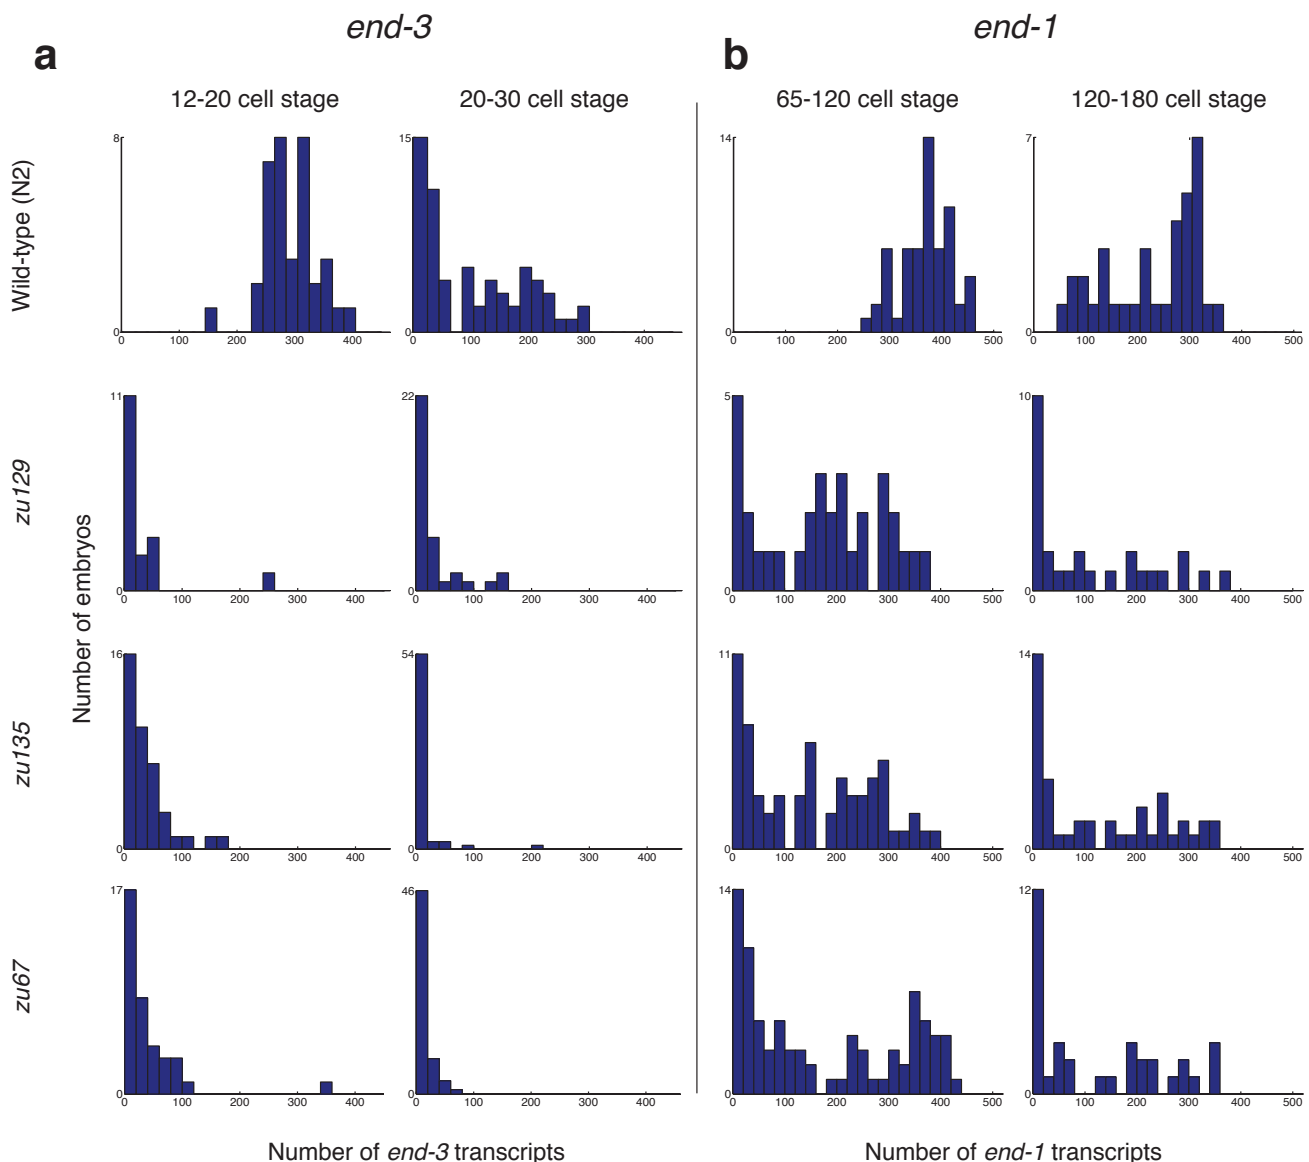 end-3
end-1
a
b
12-20 cell stage
20-30 cell stage
65-120 cell stage
120-180 cell stage
Wild-type (N2)
8
0
0 100 200 300 400
15
0
0 100 200 300 400
14
0
0 100 200 300 400 500
7
0
0 100 200 300 400 500
zu129
11
0
0 100 200 300 400
22
0
0 100 200 300 400
5
0
0 100 200 300 400 500
10
0
0 100 200 300 400 500
Number of embryos
zu135
16
0
0 100 200 300 400
54
0
0 100 200 300 400
11
0
0 100 200 300 400 500
14
0
0 100 200 300 400 500
zu67
17
0
0 100 200 300 400
46
0
0 100 200 300 400
14
0
0 100 200 300 400 500
12
0
0 100 200 300 400 500
Number of end-3 transcripts
Number of end-1 transcripts